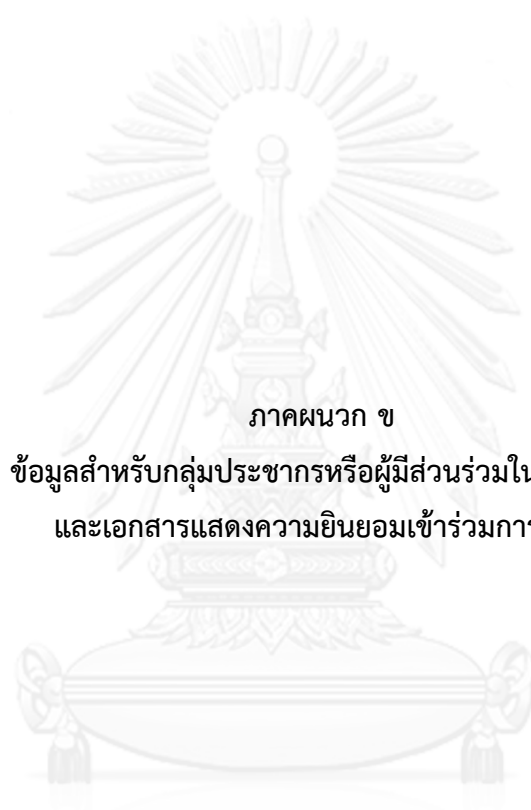 ภาคผนวก ข
ข้อมูลสำหรับกลุ่มประชากรหรือผู้มีส่วนร่วมใน
และเอกสารแสดงความยินยอมเข้าร่วมการ